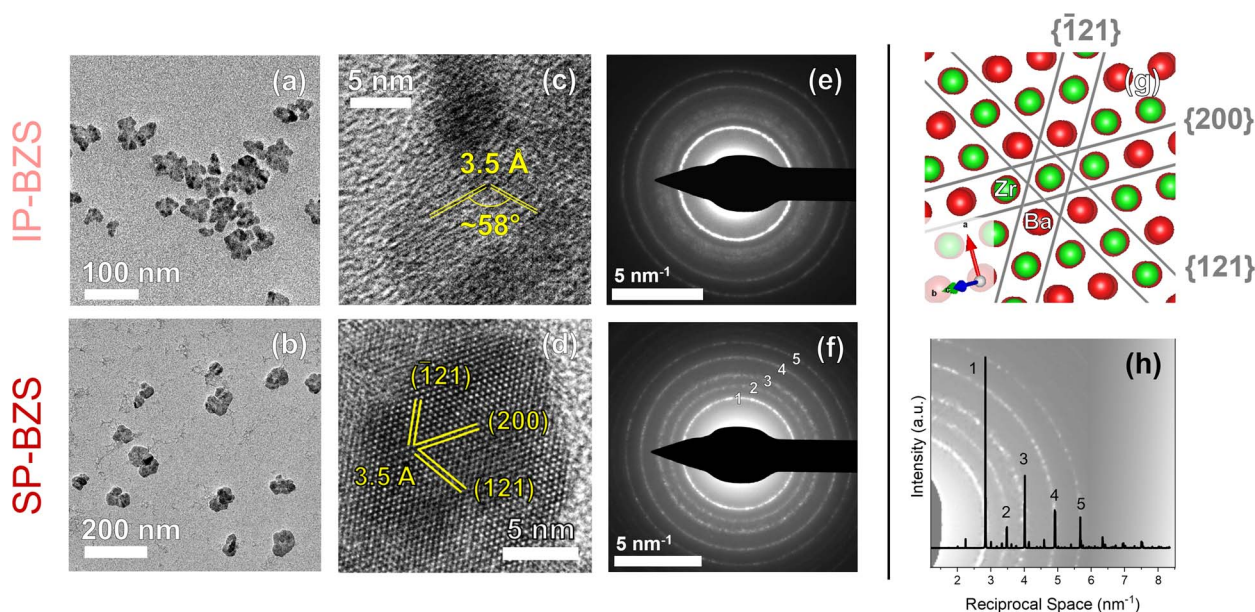 IP-BZS
(a)
100 nm
5 nm
(c)
3.5 Å
~58°
(e)
5 nm⁻¹
{1̄21}
(g)
{200}
Zr
Ba
a
b
{121}
SP-BZS
(b)
200 nm
(d)
(1̄21)
(200)
3.5 A
(121)
5 nm
(f)
5
4
3
2
1
5 nm⁻¹
(h)
1
3
4
2
5
Intensity (a.u.)
2 3 4 5 6 7 8
Reciprocal Space (nm⁻¹)